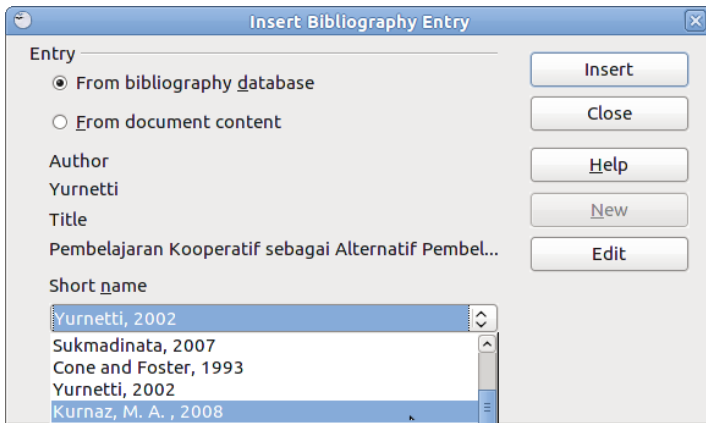 Insert Bibliography Entry
Entry
From bibliography database
From document content
Author
Yurnetti
Title
Pembelajaran Kooperatif sebagai Alternatif Pembel...
Short name
Yurnetti, 2002
Sukmadinata, 2007
Cone and Foster, 1993
Yurnetti, 2002
Kurnaz, M. A. , 2008
Insert
Close
Help
New
Edit